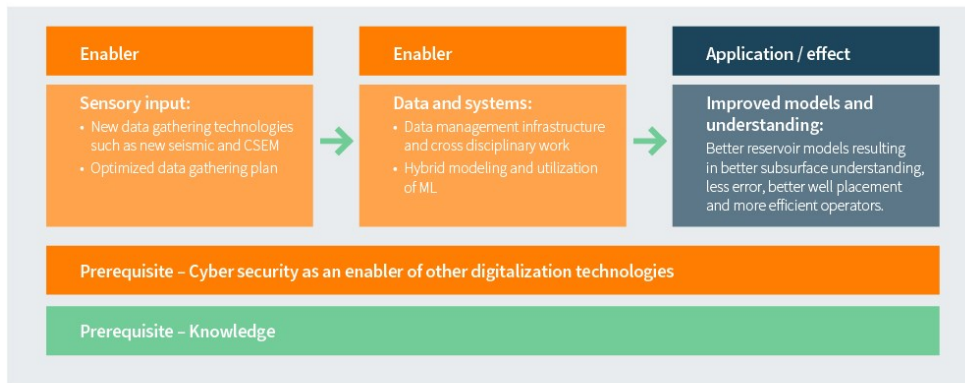 Enabler
Sensory input:
• New data gathering technologies
such as new seismic and CSEM
• Optimized data gathering plan
Enabler
Data and systems:
• Data management infrastructure
and cross disciplinary work
• Hybrid modeling and utilization
of ML
Application / effect
Improved models and
understanding:
Better reservoir models resulting
in better subsurface understanding,
less error, better well placement
and more efficient operators.
Prerequisite – Cyber security as an enabler of other digitalization technologies
Prerequisite – Knowledge